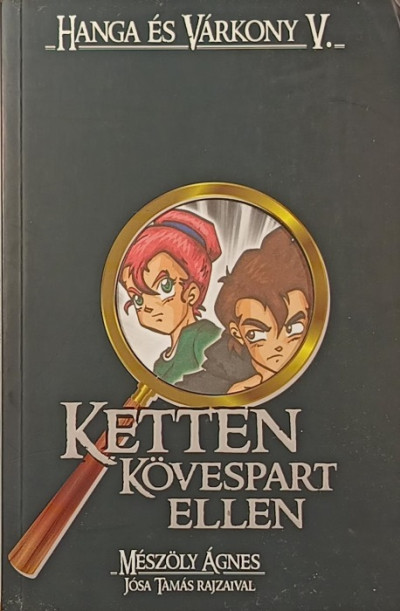 Hanga és Várkony V.
Ketten
Kövespart
ellen
Mészöly Ágnes
Jósa Tamás rajzaival